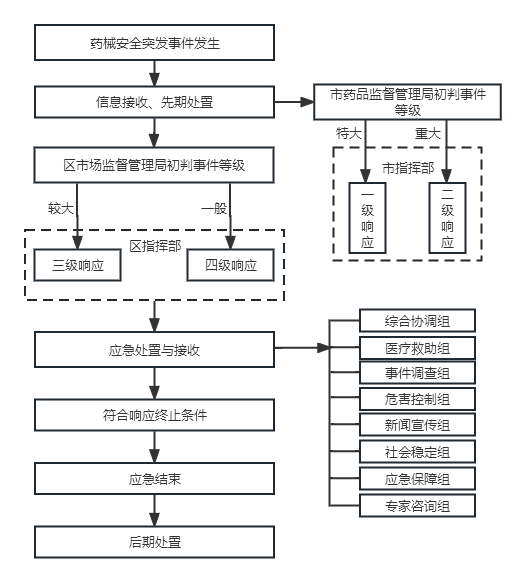 药械安全突发事件发生
信息接收、先期处置
市药品监督管理局初判事件
等级
特大
重大
区市场监督管理局初判事件等级
市指挥部
一级响应
二级响应
较大
一般
区指挥部
三级响应
四级响应
应急处置与接收
综合协调组
医疗救助组
事件调查组
危害控制组
新闻宣传组
社会稳定组
应急保障组
专家咨询组
符合响应终止条件
应急结束
后期处置